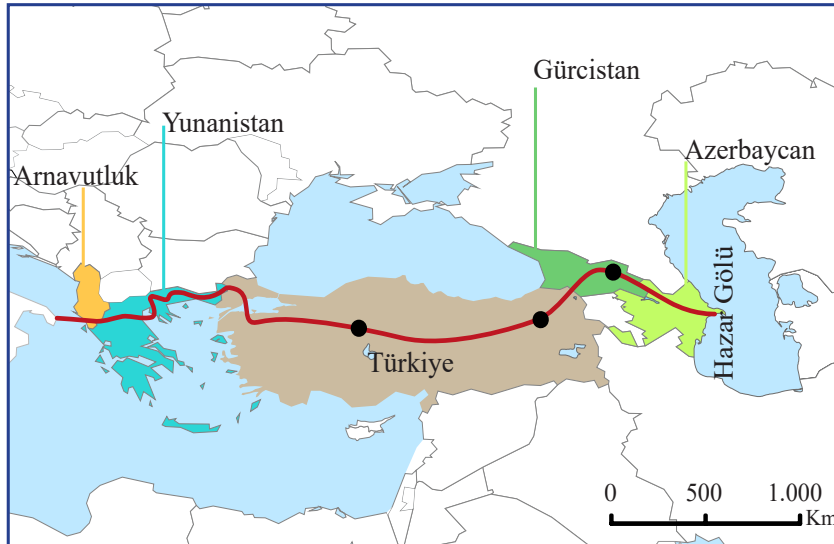 Gürcistan
Yunanistan
Azerbaycan
Arnavutluk
Hazar Gölü
Türkiye
0 500 1.000
Km